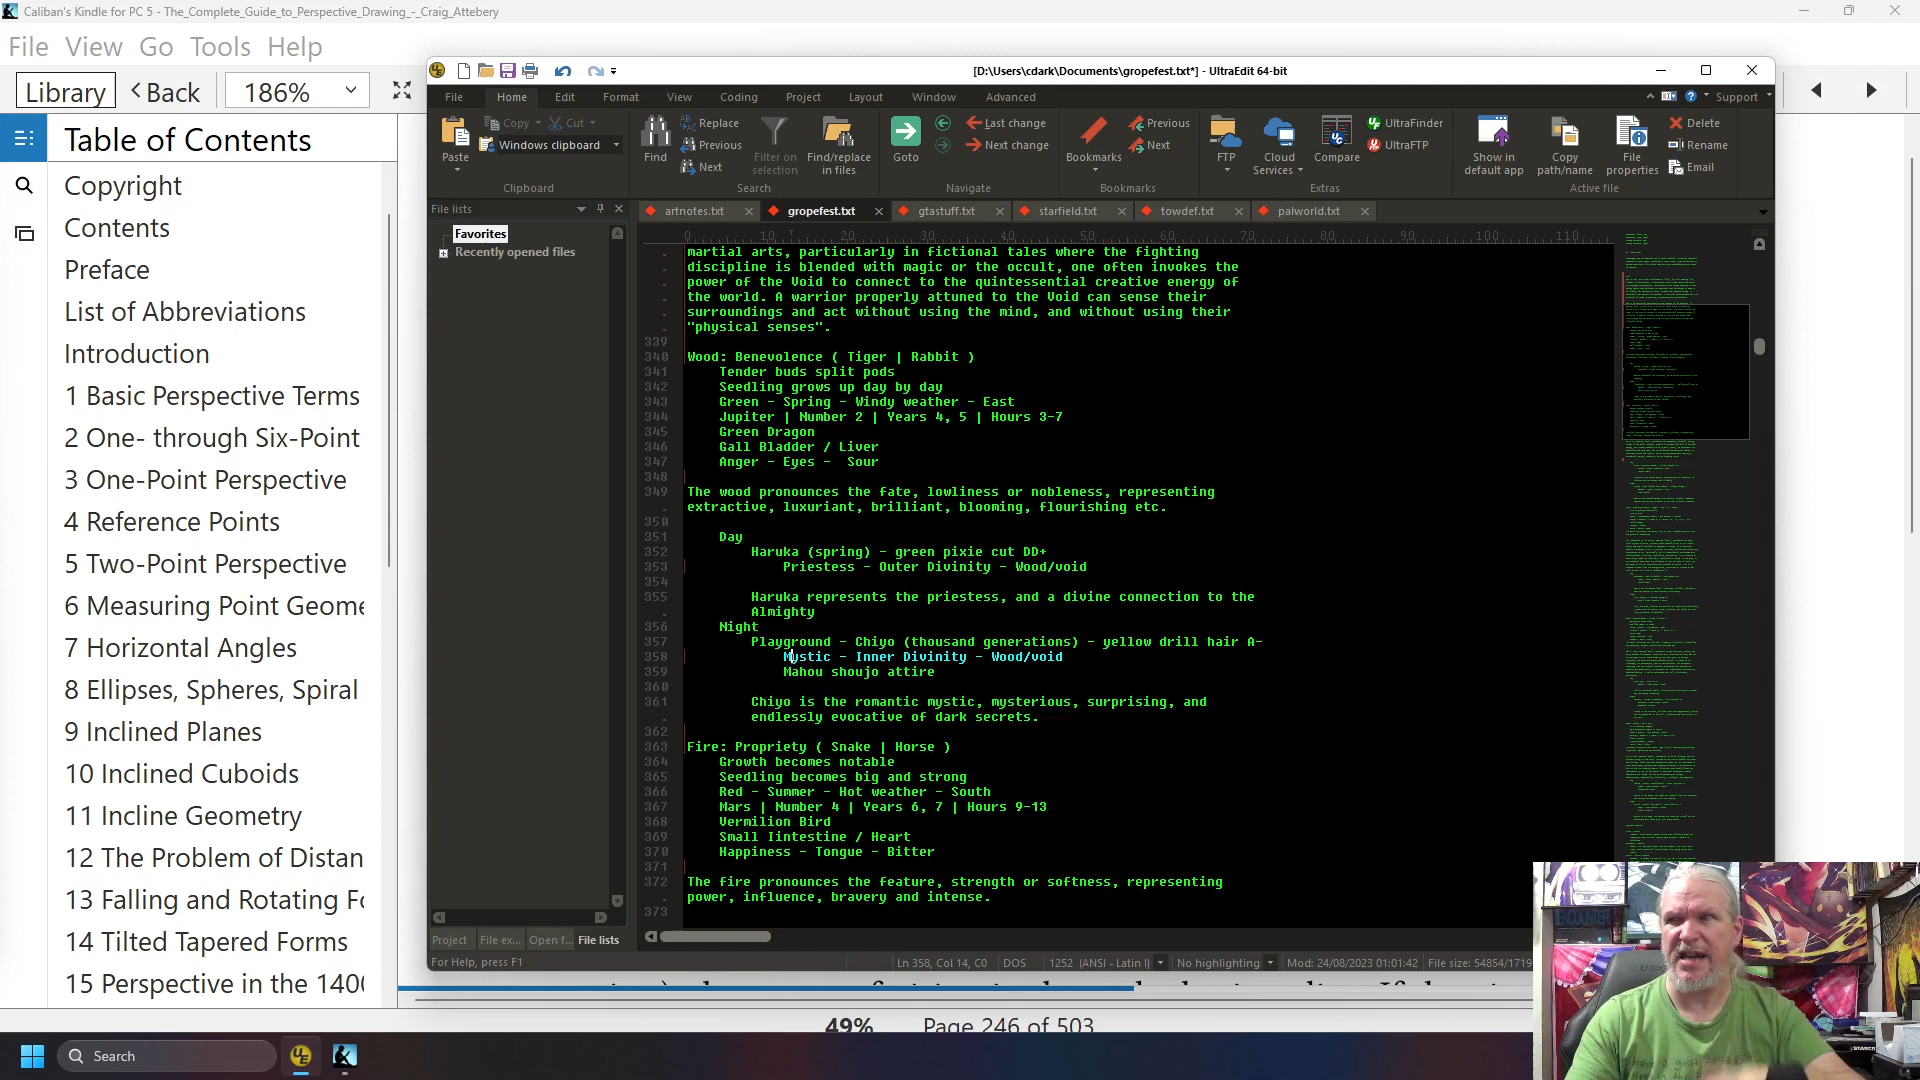 Caliban's Kindle for PC 5 - The_Complete_Guide_to_Perspective_Drawing_-_Craig_Attebery
File View Go Tools Help
Library
Back
186%
Table of Contents
Copyright
Contents
Preface
List of Abbreviations
Introduction
1 Basic Perspective Terms
2 One- through Six-Point
3 One-Point Perspective
4 Reference Points
5 Two-Point Perspective
6 Measuring Point Geome
7 Horizontal Angles
8 Ellipses, Spheres, Spiral
9 Inclined Planes
10 Inclined Cuboids
11 Incline Geometry
12 The Problem of Distan
13 Falling and Rotating Fo
14 Tilted Tapered Forms
15 Perspective in the 140
[D:\Users\cdark\Documents\gropefest.txt*] - UltraEdit 64-bit
File Home Edit Format View Coding Project Layout Window Advanced
Support
Paste
Copy
Cut
Windows clipboard
Clipboard
Find
Replace
Previous
Next
Filter on selection
Find/replace in files
Search
Goto
Last change
Next change
Navigate
Bookmarks
Previous
Next
Bookmarks
FTP
Cloud Services
Compare
UltraFinder
UltraFTP
Extras
Show in default app
Copy path/name
File properties
Delete
Rename
Email
Active file
File lists
Favorites
Recently opened files
artnotes.txt
gropefest.txt
gtastuff.txt
starfield.txt
towdef.txt
palworld.txt
0 10 20 30 40 50 60 70 80 90 100 110
martial arts, particularly in fictional tales where the fighting
discipline is blended with magic or the occult, one often invokes the
power of the Void to connect to the quintessential creative energy of
the world. A warrior properly attuned to the Void can sense their
surroundings and act without using the mind, and without using their
"physical senses".
339
340 Wood: Benevolence ( Tiger | Rabbit )
341 Tender buds split pods
342 Seedling grows up day by day
343 Green - Spring - Windy weather - East
344 Jupiter | Number 2 | Years 4, 5 | Hours 3-7
345 Green Dragon
346 Gall Bladder / Liver
347 Anger - Eyes - Sour
348
349 The wood pronounces the fate, lowliness or nobleness, representing
extractive, luxuriant, brilliant, blooming, flourishing etc.
350
351 Day
352 Haruka (spring) - green pixie cut DD+
353 Priestess - Outer Divinity - Wood/void
354
355 Haruka represents the priestess, and a divine connection to the
Almighty
356 Night
357 Playground - Chiyo (thousand generations) - yellow drill hair A-
358 Mystic - Inner Divinity - Wood/void
359 Mahou shoujo attire
360
361 Chiyo is the romantic mystic, mysterious, surprising, and
endlessly evocative of dark secrets.
362
363 Fire: Propriety ( Snake | Horse )
364 Growth becomes notable
365 Seedling becomes big and strong
366 Red - Summer - Hot weather - South
367 Mars | Number 4 | Years 6, 7 | Hours 9-13
368 Vermilion Bird
369 Small Iintestine / Heart
370 Happiness - Tongue - Bitter
371
372 The fire pronounces the feature, strength or softness, representing
power, influence, bravery and intense.
373
Project File ex... Open f... File lists
For Help, press F1
Ln 358, Col 14, C0 DOS 1252 (ANSI - Latin I) No highlighting Mod: 24/08/2023 01:01:42 File size: 54854/1719
49% Page 246 of 503
Search